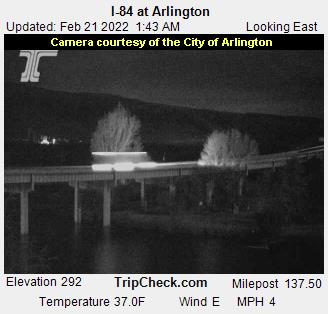 I-84 at Arlington
Updated: Feb 21 2022 1:43 AM Looking East
Camera courtesy of the City of Arlington
Elevation 292 TripCheck.com Milepost 137.50
Temperature 37.0F Wind E MPH 4